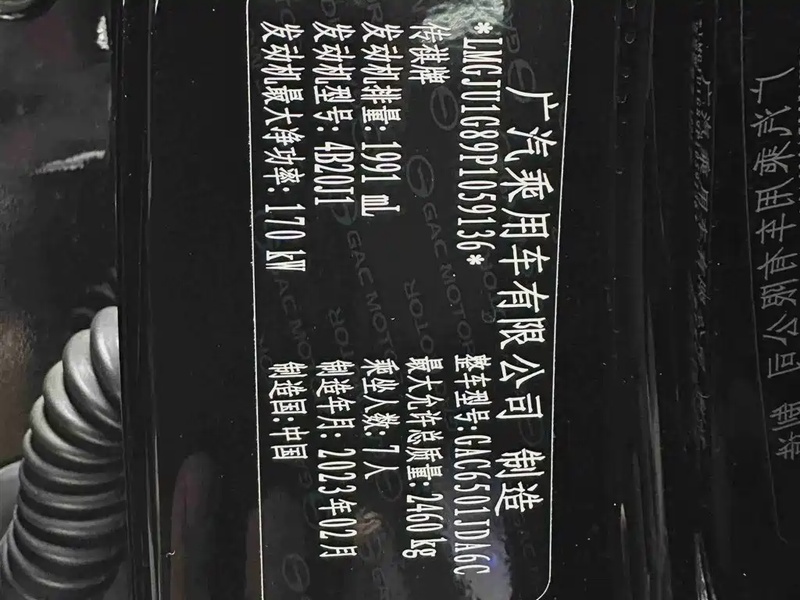 广汽乘用车有限公司 制造
*LMGJU1G89P1059136* 整车型号:GAC6501JDA6C
传祺牌 最大允许总质量:2460kg
发动机排量:1991 mL 乘坐人数:7人
发动机型号:4B20J1 制造年月:2023年02月
发动机最大净功率:170 kW 制造国:中国
GAC MOTOR